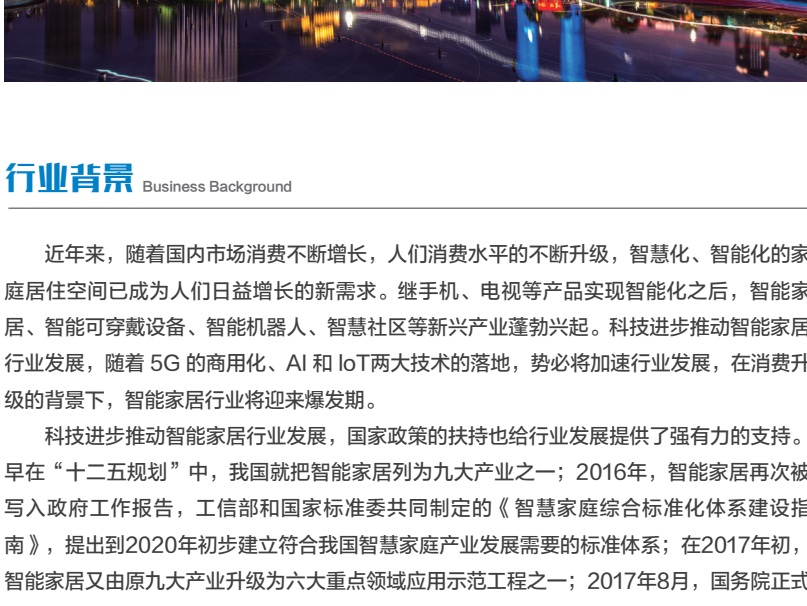 行业背景 Business Background
近年来，随着国内市场消费不断增长，人们消费水平的不断升级，智慧化、智能化的家
庭居住空间已成为人们日益增长的新需求。继手机、电视等产品实现智能化之后，智能家
居、智能可穿戴设备、智能机器人、智慧社区等新兴产业蓬勃兴起。科技进步推动智能家居
行业发展，随着 5G 的商用化、AI 和 IoT两大技术的落地，势必将加速行业发展，在消费升
级的背景下，智能家居行业将迎来爆发期。
科技进步推动智能家居行业发展，国家政策的扶持也给行业发展提供了强有力的支持。
早在“十二五规划”中，我国就把智能家居列为九大产业之一；2016年，智能家居再次被
写入政府工作报告，工信部和国家标准委共同制定的《智慧家庭综合标准化体系建设指
南》，提出到2020年初步建立符合我国智慧家庭产业发展需要的标准体系；在2017年初，
智能家居又由原九大产业升级为六大重点领域应用示范工程之一；2017年8月，国务院正式